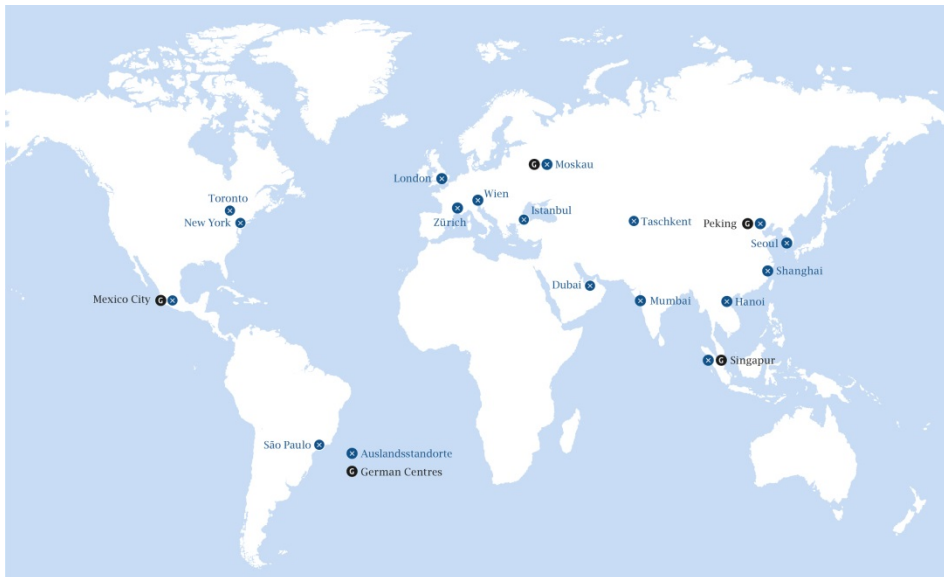 Moskau
London
Wien
Toronto
Zürich
Istanbul
New York
Taschkent
Peking
Seoul
Shanghai
Dubai
Mexico City
Mumbai
Hanoi
Singapur
São Paulo
Auslandsstandorte
G German Centres